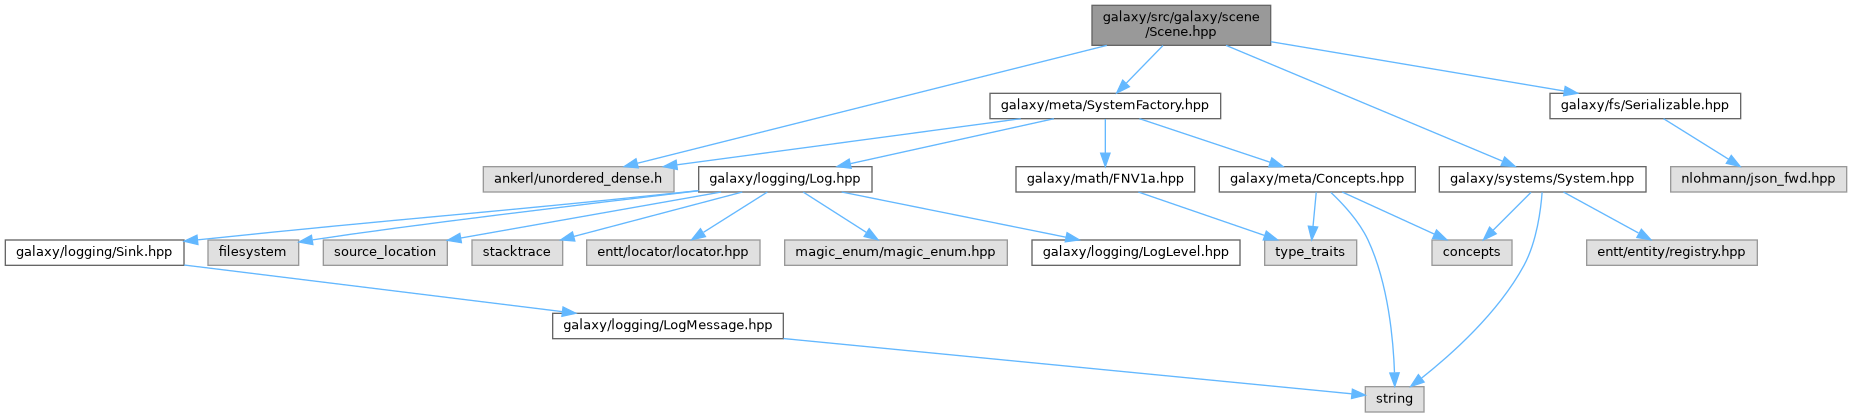 galaxy/src/galaxy/scene
/Scene.hpp
galaxy/meta/SystemFactory.hpp
galaxy/fs/Serializable.hpp
ankerl/unordered_dense.h
galaxy/logging/Log.hpp
galaxy/math/FNV1a.hpp
galaxy/meta/Concepts.hpp
galaxy/systems/System.hpp
nlohmann/json_fwd.hpp
galaxy/logging/Sink.hpp
filesystem
source_location
stacktrace
entt/locator/locator.hpp
magic_enum/magic_enum.hpp
galaxy/logging/LogLevel.hpp
type_traits
concepts
entt/entity/registry.hpp
galaxy/logging/LogMessage.hpp
string